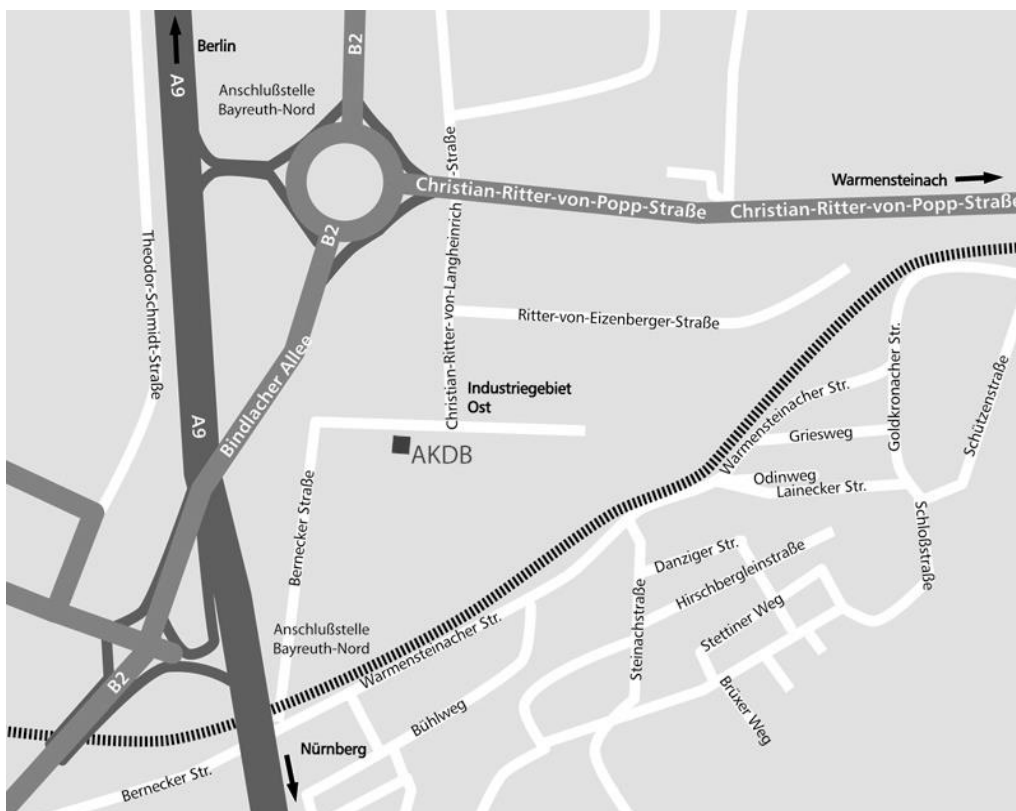 Berlin
A9
B2
Anschlußstelle
Bayreuth-Nord
Christian-Ritter-von-Langheinrich-Straße
Christian-Ritter-von-Popp-Straße
Christian-Ritter-von-Popp-Straße
Warmensteinach
B2
Theodor-Schmidt-Straße
Ritter-von-Eizenberger-Straße
Bindlacher Allee
A9
Industriegebiet
Ost
AKDB
Warmensteinacher Str.
Goldkronacher Str.
Schützenstraße
Griesweg
Odinweg
Lainecker Str.
Schloßstraße
Bernecker Straße
Danziger Str.
Hirschbergleinstraße
Stettiner Weg
Steinachstraße
Brüxer Weg
Anschlußstelle
Bayreuth-Nord
Warmensteinacher Str.
Bühlweg
B2
Nürnberg
Bernecker Str.